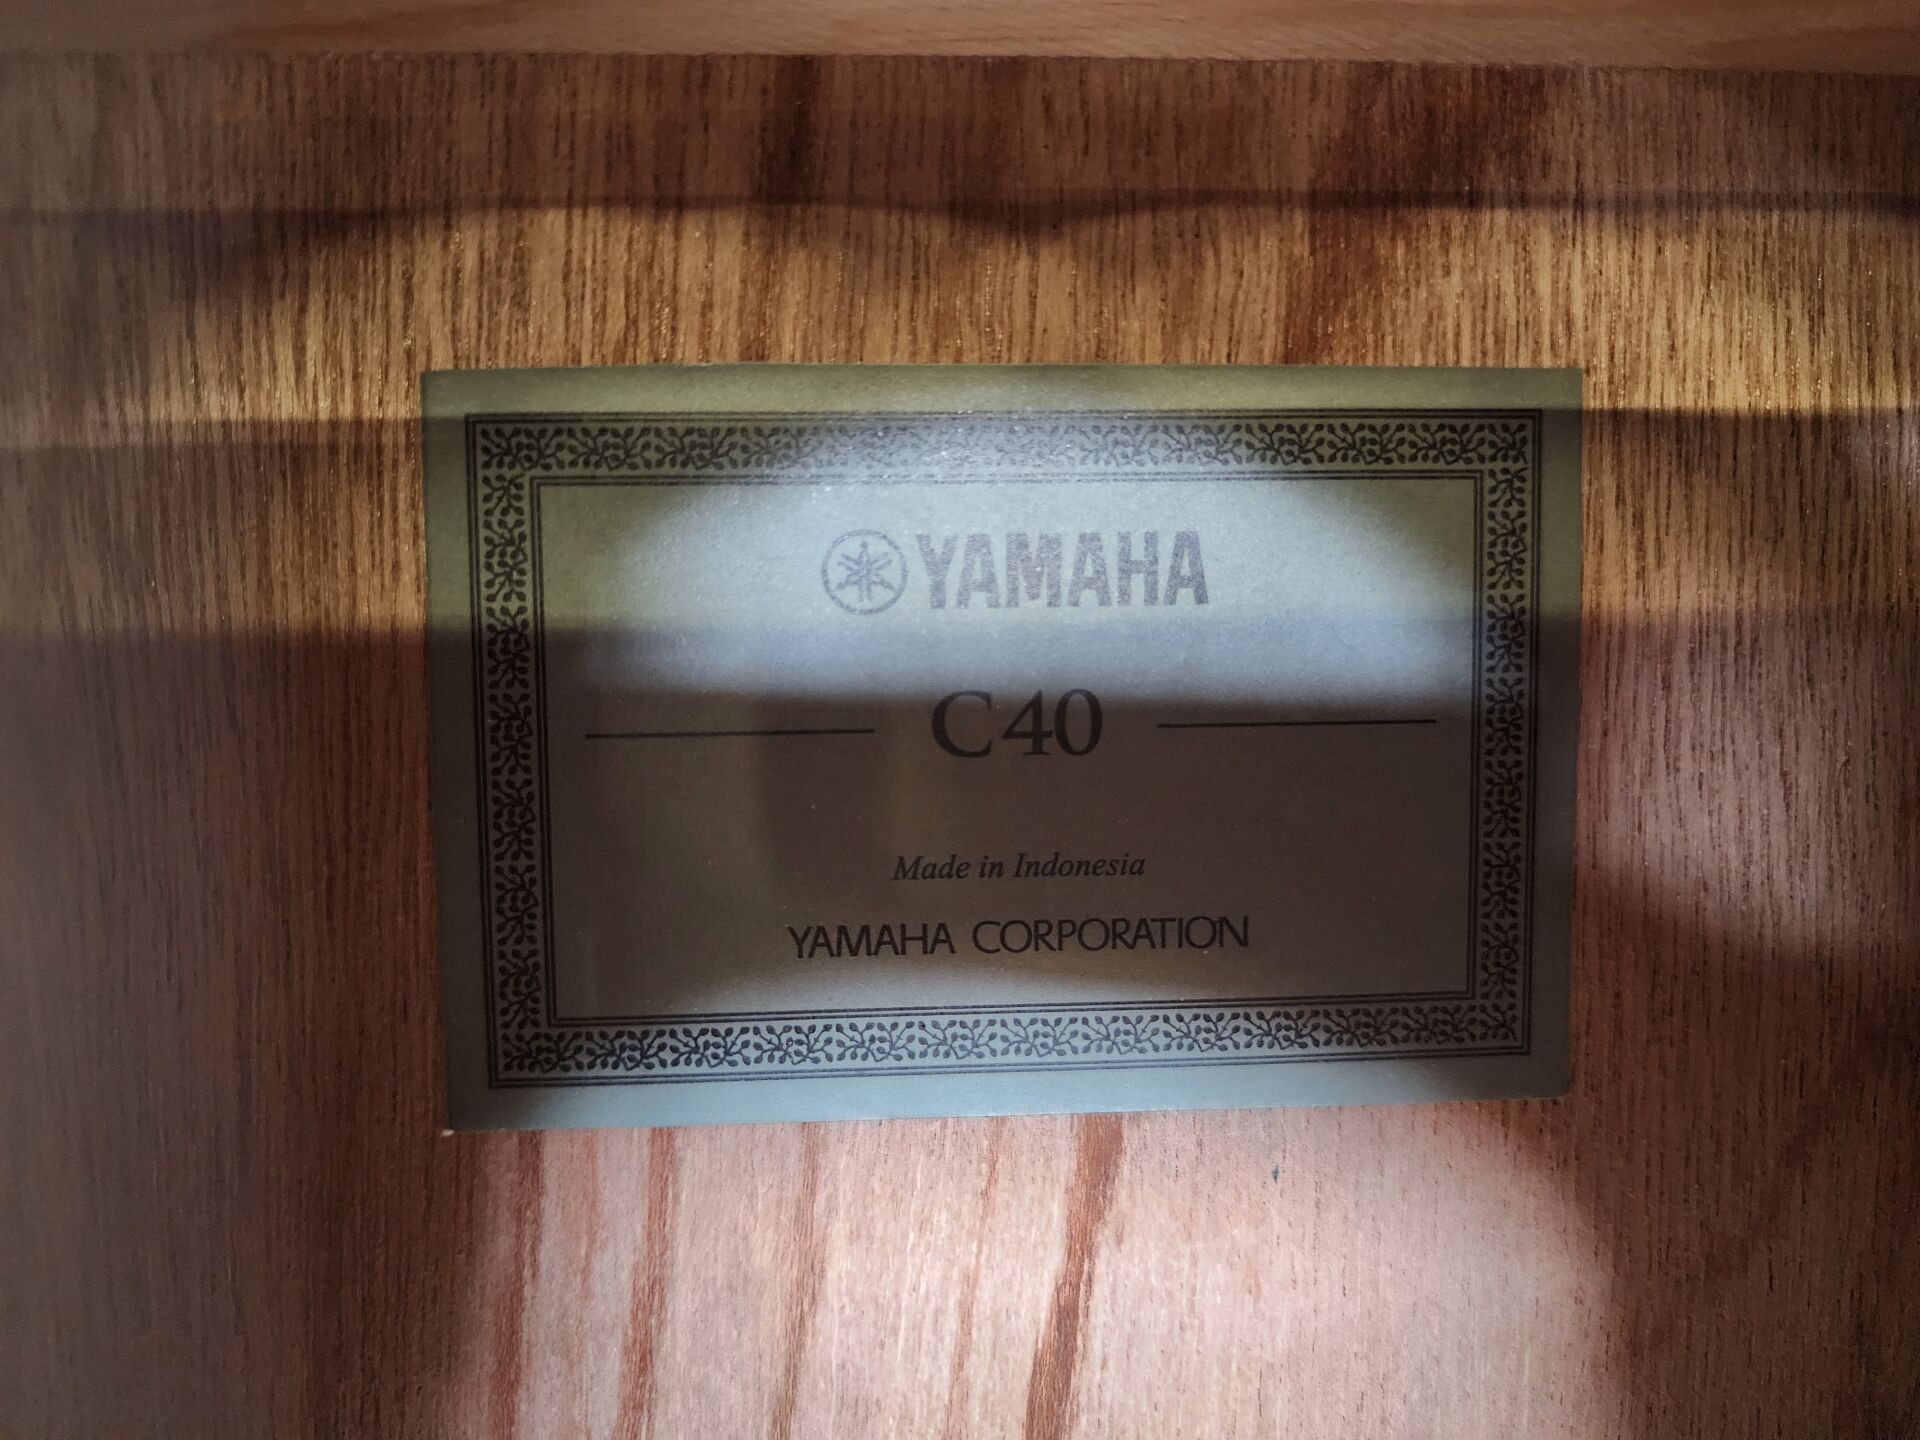 YAMAHA
C40
Made in Indonesia
YAMAHA CORPORATION